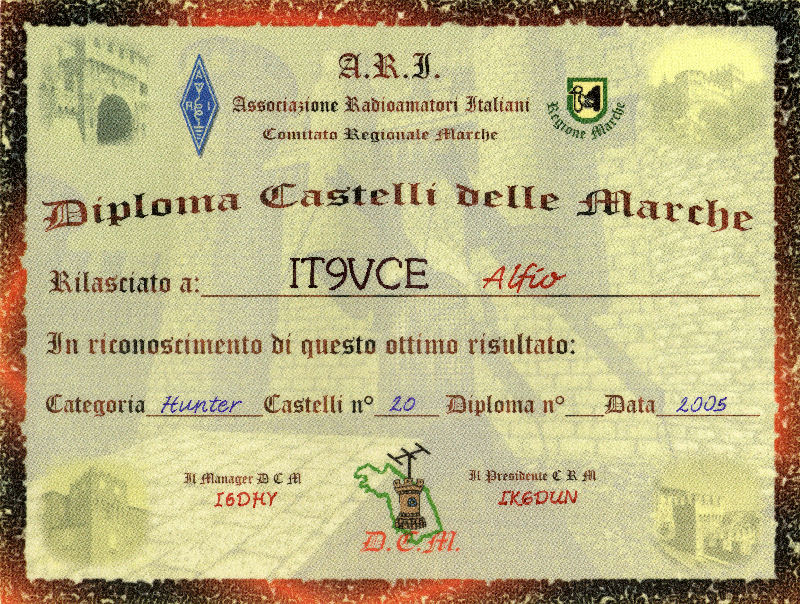 A.R.I.
A
R I
Associazione Radioamatori Italiani
Comitato Regionale Marche
Regione Marche
Diploma Castelli delle Marche
Rilasciato a: IT9VCE Alfio
In riconoscimento di questo ottimo risultato:
Categoria Hunter Castelli n° 20 Diploma n° Data 2005
Il Manager D C M
I6DHY
Il Presidente C R M
IK6DUN
D.C.M.